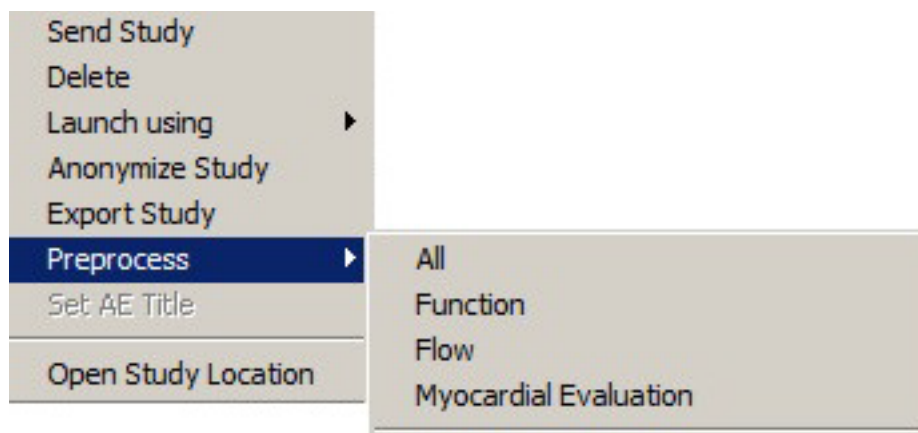 Send Study
Delete
Launch using
Anonymize Study
Export Study
Preprocess
Set AE Title
Open Study Location
All
Function
Flow
Myocardial Evaluation